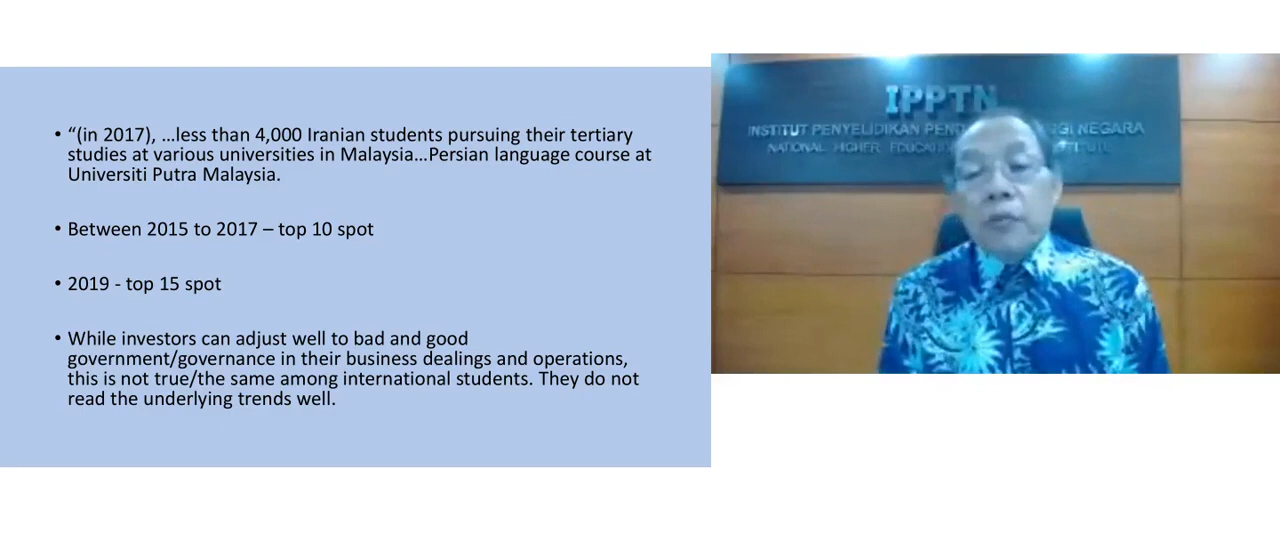 • “(in 2017), ...less than 4,000 Iranian students pursuing their tertiary
studies at various universities in Malaysia...Persian language course at
Universiti Putra Malaysia.
• Between 2015 to 2017 – top 10 spot
• 2019 - top 15 spot
• While investors can adjust well to bad and good
government/governance in their business dealings and operations,
this is not true/the same among international students. They do not
read the underlying trends well.
IPPTN
INSTITUT PENYELIDIKAN NEGARA
NATIONAL HIGHER